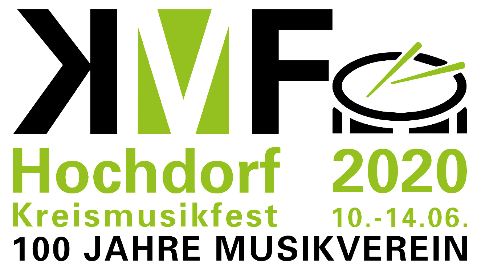 KMF
Hochdorf 2020
Kreismusikfest 10.-14.06.
100 JAHRE MUSIKVEREIN